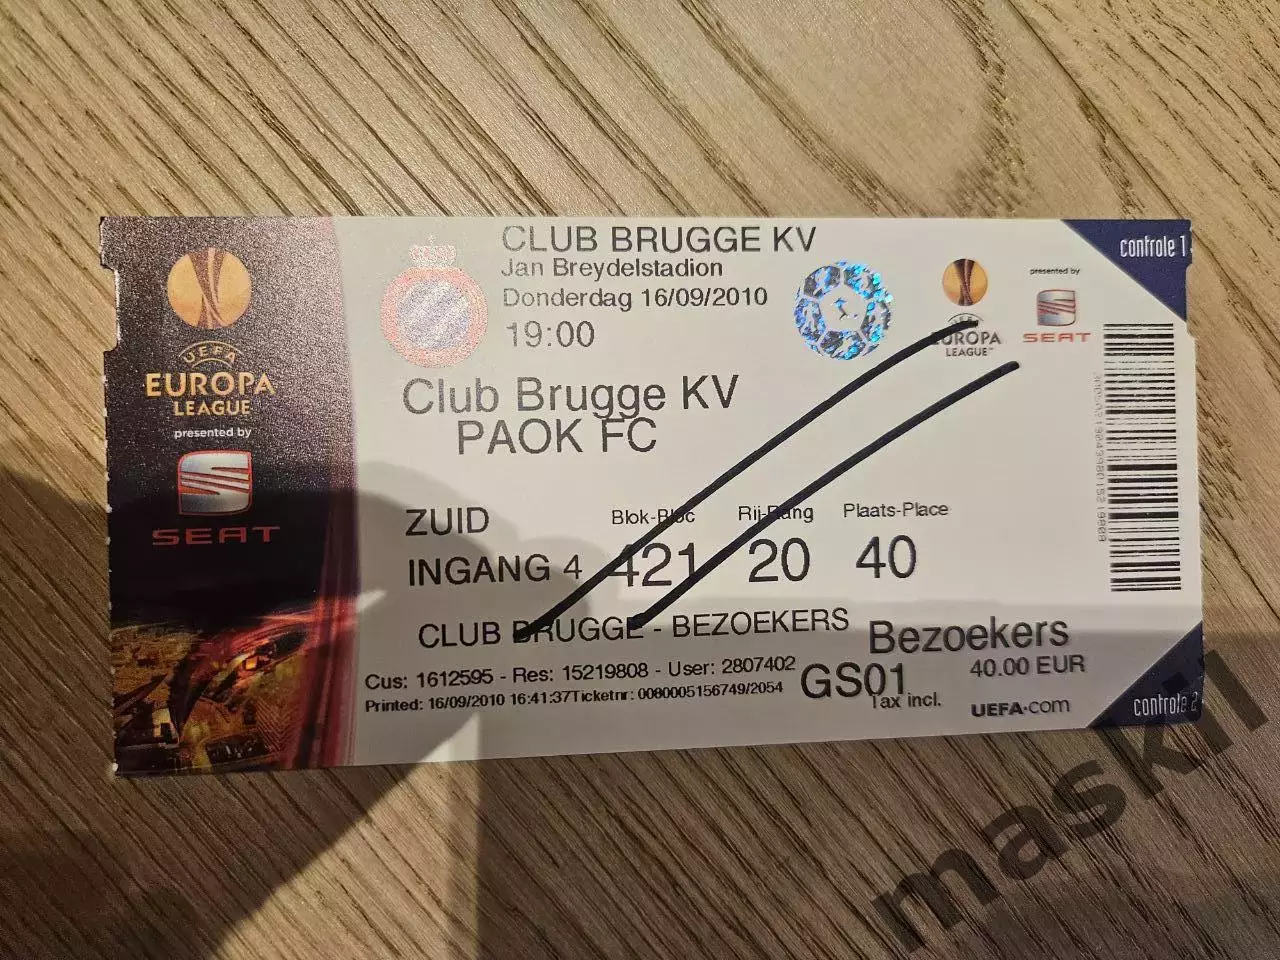 CLUB BRUGGE KV
Jan Breydelstadion
Donderdag 16/09/2010
19:00
Club Brugge KV
PAOK FC
ZUID
Blok-Bloc Rij-Rang Plaats-Place
INGANG 4 421 20 40
CLUB BRUGGE - BEZOEKERS
Bezoekers
Cus: 1612595 - Res: 15219808 - User: 2807402
GS01
40.00 EUR
Printed: 16/09/2010 16:41:37Ticketnr: 0080005156749/2054
Tax incl.
UEFA.com
UEFA
EUROPA
LEAGUE
presented by
SEAT
EUROPA
LEAGUE™
presented by
SEAT
controle 1
controle 2
maskil